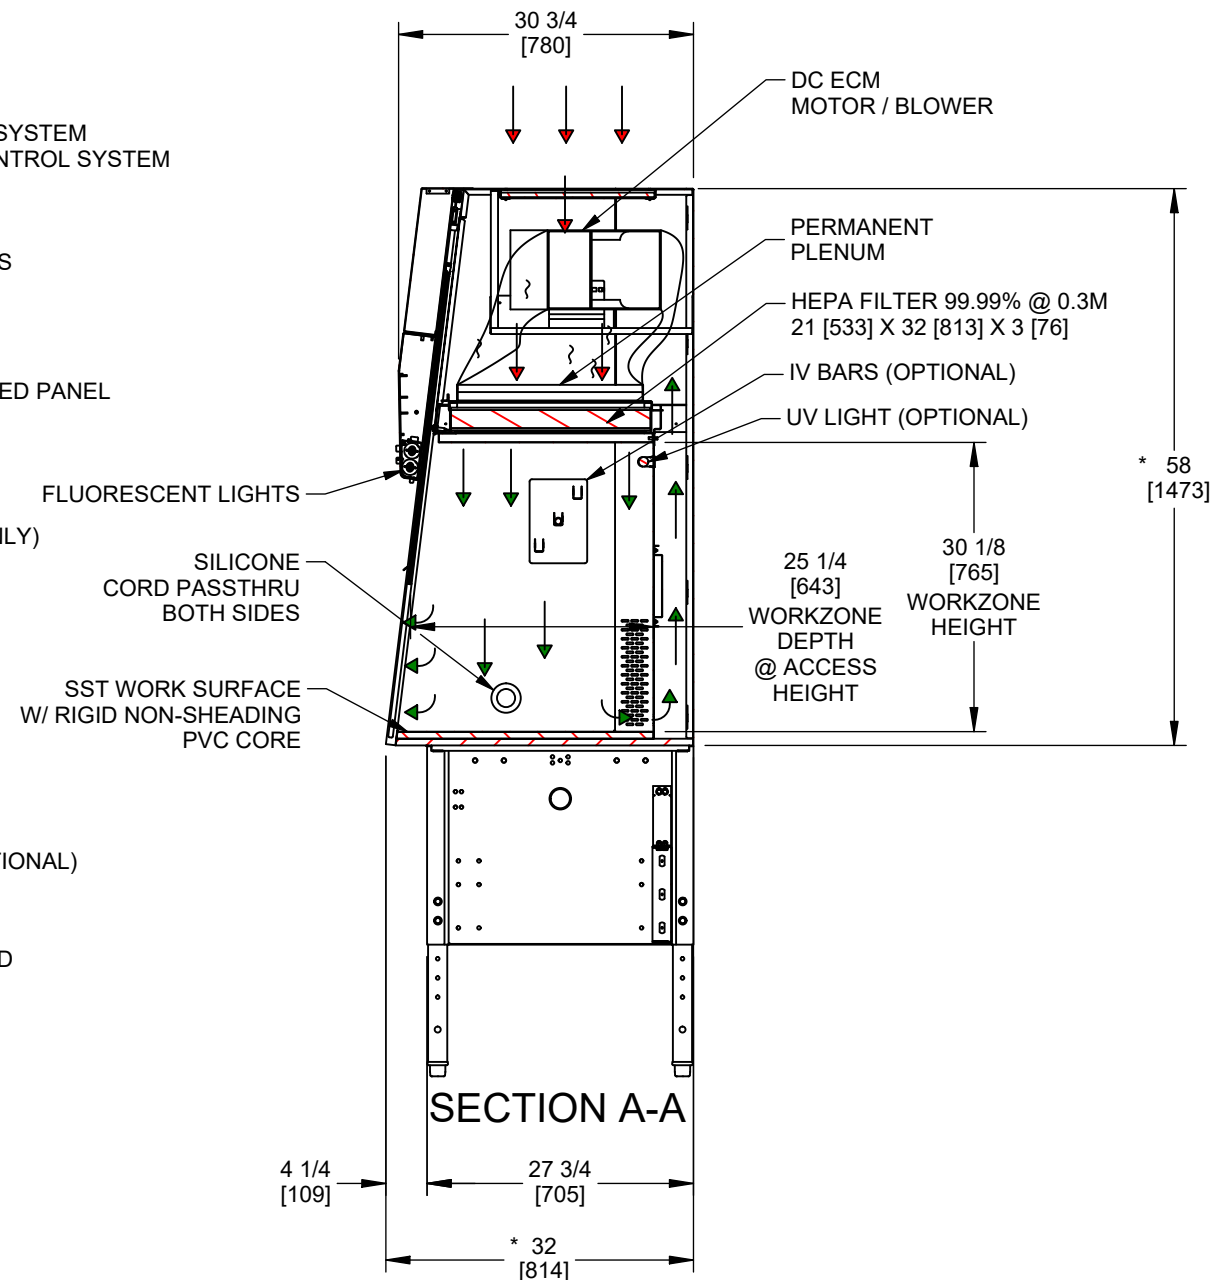 30 3/4
[780]
DC ECM
MOTOR / BLOWER
SYSTEM
NTROL SYSTEM
PERMANENT
PLENUM
S
HEPA FILTER 99.99% @ 0.3M
21 [533] X 32 [813] X 3 [76]
IV BARS (OPTIONAL)
ED PANEL
UV LIGHT (OPTIONAL)
* 58
[1473]
FLUORESCENT LIGHTS
NLY)
SILICONE
CORD PASSTHRU
BOTH SIDES
25 1/4
[643]
WORKZONE
DEPTH
@ ACCESS
HEIGHT
30 1/8
[765]
WORKZONE
HEIGHT
SST WORK SURFACE
W/ RIGID NON-SHEADING
PVC CORE
TIONAL)
D
SECTION A-A
4 1/4
[109]
27 3/4
[705]
* 32
[814]